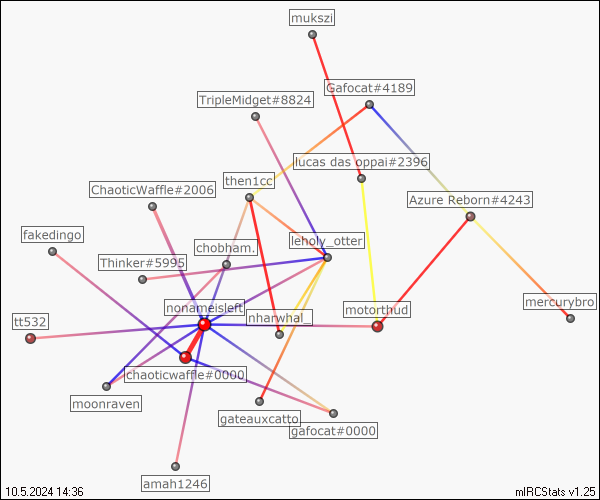 mukszi
Gafocat#4189
TripleMidget#8824
lucas das oppai#2396
then1cc
ChaoticWaffle#2006
Azure Reborn#4243
fakedingo
chobham.
leholy_otter
Thinker#5995
nonameisleft
mercurybro
motorthud
nharwhal_
tt532
chaoticwaffle#0000
moonraven
gateauxcatto
gafocat#0000
amah1246
10.5.2024 14:36
mIRCStats v1.25